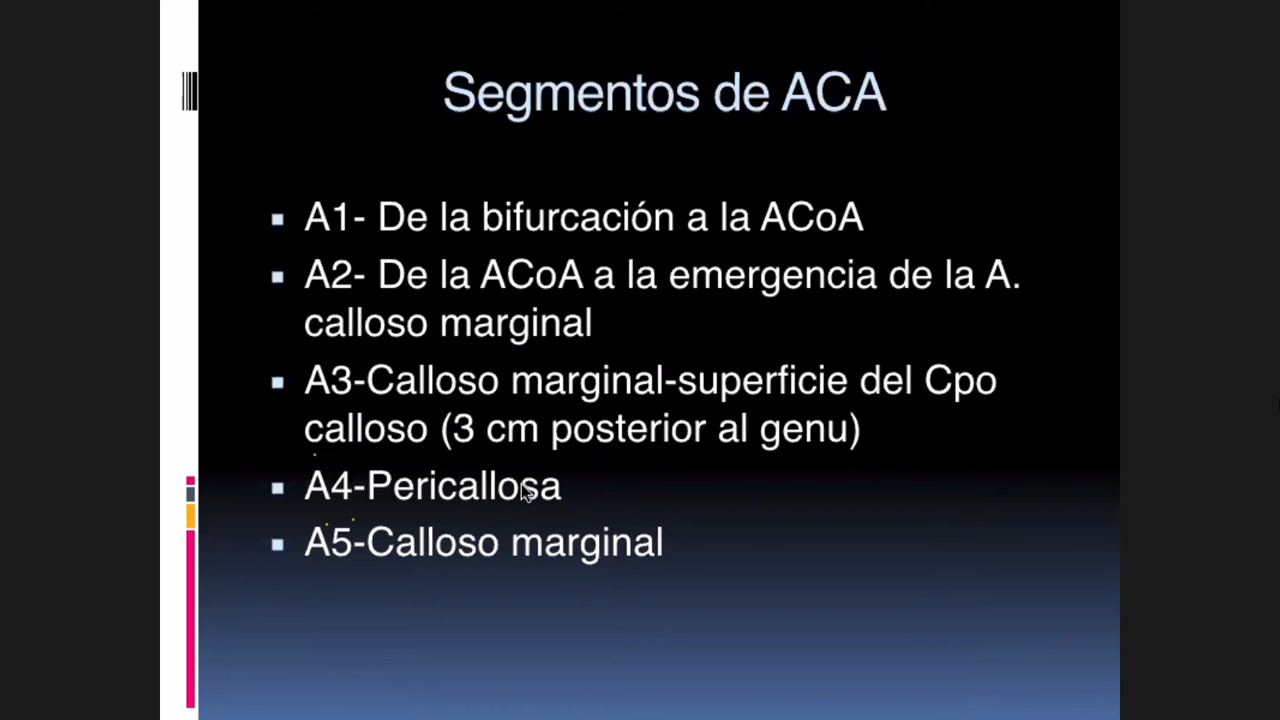 Segmentos de ACA
A1- De la bifurcación a la ACoA
A2- De la ACoA a la emergencia de la A.
calloso marginal
A3-Calloso marginal-superficie del Cpo
calloso (3 cm posterior al genu)
A4-Pericallosa
A5-Calloso marginal